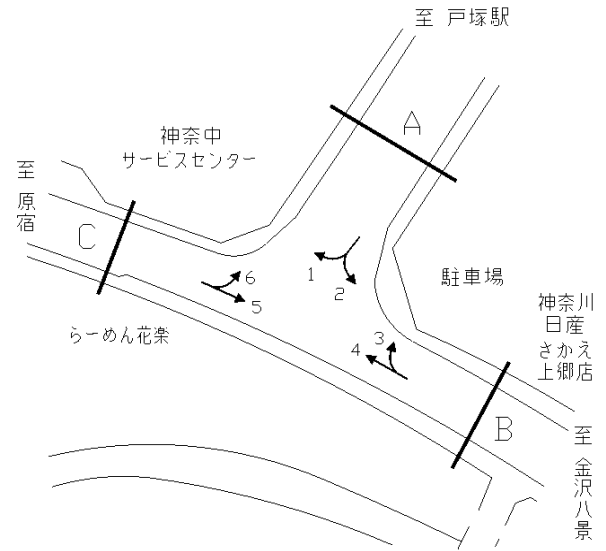 至 戸塚駅
A
神奈中
サービスセンター
至 原宿
C
1
2
6
5
駐車場
3
4
神奈川
日産
さかえ
上郷店
らーめん花楽
B
至 金沢八景